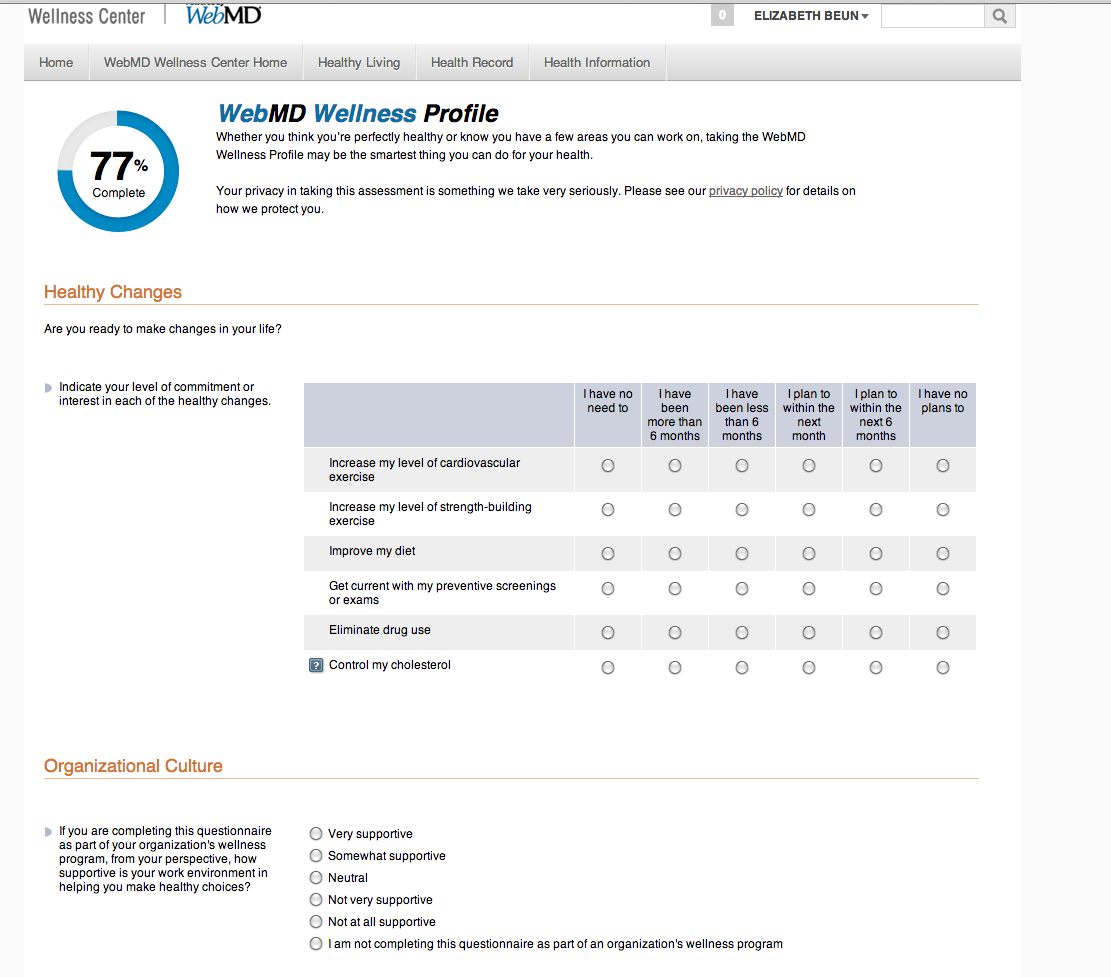 Wellness Center
WebMD
0
ELIZABETH BEUN
Home
WebMD Wellness Center Home
Healthy Living
Health Record
Health Information
77%
Complete
WebMD Wellness Profile
Whether you think you're perfectly healthy or know you have a few areas you can work on, taking the WebMD
Wellness Profile may be the smartest thing you can do for your health.
Your privacy in taking this assessment is something we take very seriously. Please see our privacy policy for details on
how we protect you.
Healthy Changes
Are you ready to make changes in your life?
Indicate your level of commitment or
interest in each of the healthy changes.
I have no
need to
I have
been
more than
6 months
I have
been less
than 6
months
I plan to
within the
next
month
I plan to
within the
next 6
months
I have no
plans to
Increase my level of cardiovascular
exercise
Increase my level of strength-building
exercise
Improve my diet
Get current with my preventive screenings
or exams
Eliminate drug use
?
Control my cholesterol
Organizational Culture
If you are completing this questionnaire
as part of your organization's wellness
program, from your perspective, how
supportive is your work environment in
helping you make healthy choices?
Very supportive
Somewhat supportive
Neutral
Not very supportive
Not at all supportive
I am not completing this questionnaire as part of an organization's wellness program